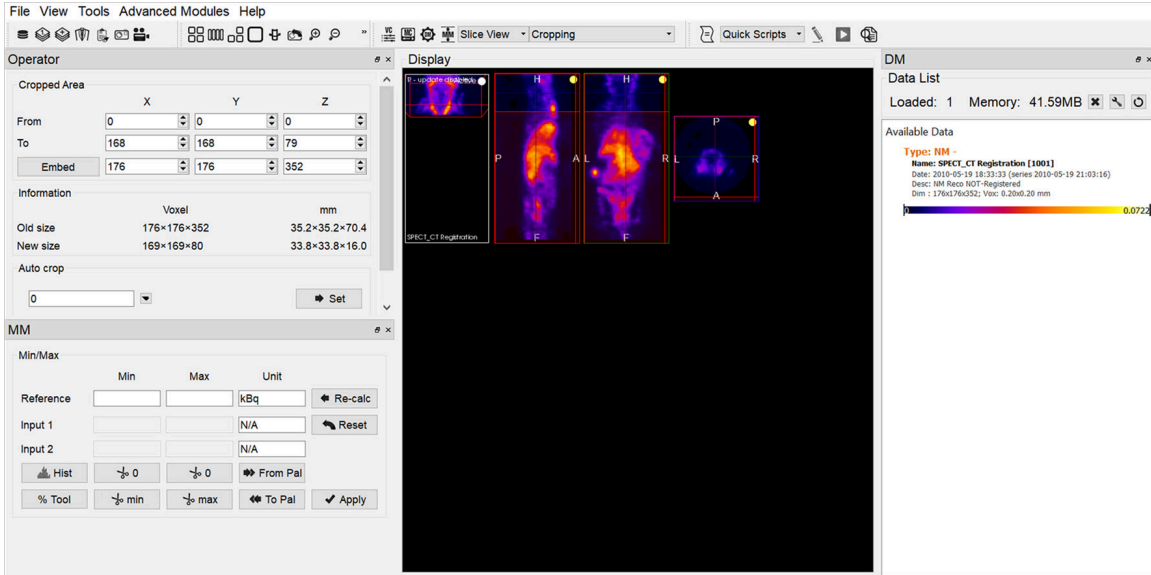 File View Tools Advanced Modules Help
VC Slice View Cropping Quick Scripts
Operator
Cropped Area
X Y Z
From 0 0 0
To 168 168 79
Embed 176 176 352
Information
Voxel mm
Old size 176×176×352 35.2×35.2×70.4
New size 169×169×80 33.8×33.8×16.0
Auto crop
0 Set
MM
Min/Max
Min Max Unit
Reference kBq Re-calc
Input 1 N/A Reset
Input 2 N/A
Hist 0 0 From Pal
% Tool min max To Pal Apply
Display
R - update disabled
SPECT_CT Registration
H
P A
F
H
L R
F
P
L R
A
DM
Data List
Loaded: 1 Memory: 41.59MB
Available Data
Type: NM -
Name: SPECT_CT Registration [1001]
Date: 2010-05-19 18:33:33 (series 2010-05-19 21:03:16)
Desc: NM Reco NOT-Registered
Dim : 176x176x352; Vox: 0.20x0.20 mm
0 0.0722